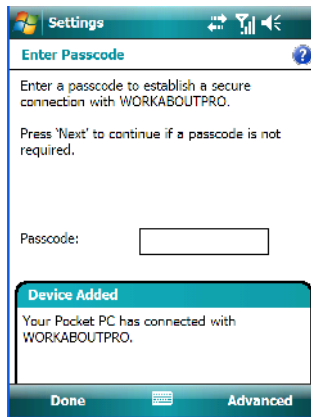 Settings
Enter Passcode
Enter a passcode to establish a secure
connection with WORKABOUTPRO.
Press 'Next' to continue if a passcode is not
required.
Passcode:
Device Added
Your Pocket PC has connected with
WORKABOUTPRO.
Done Advanced